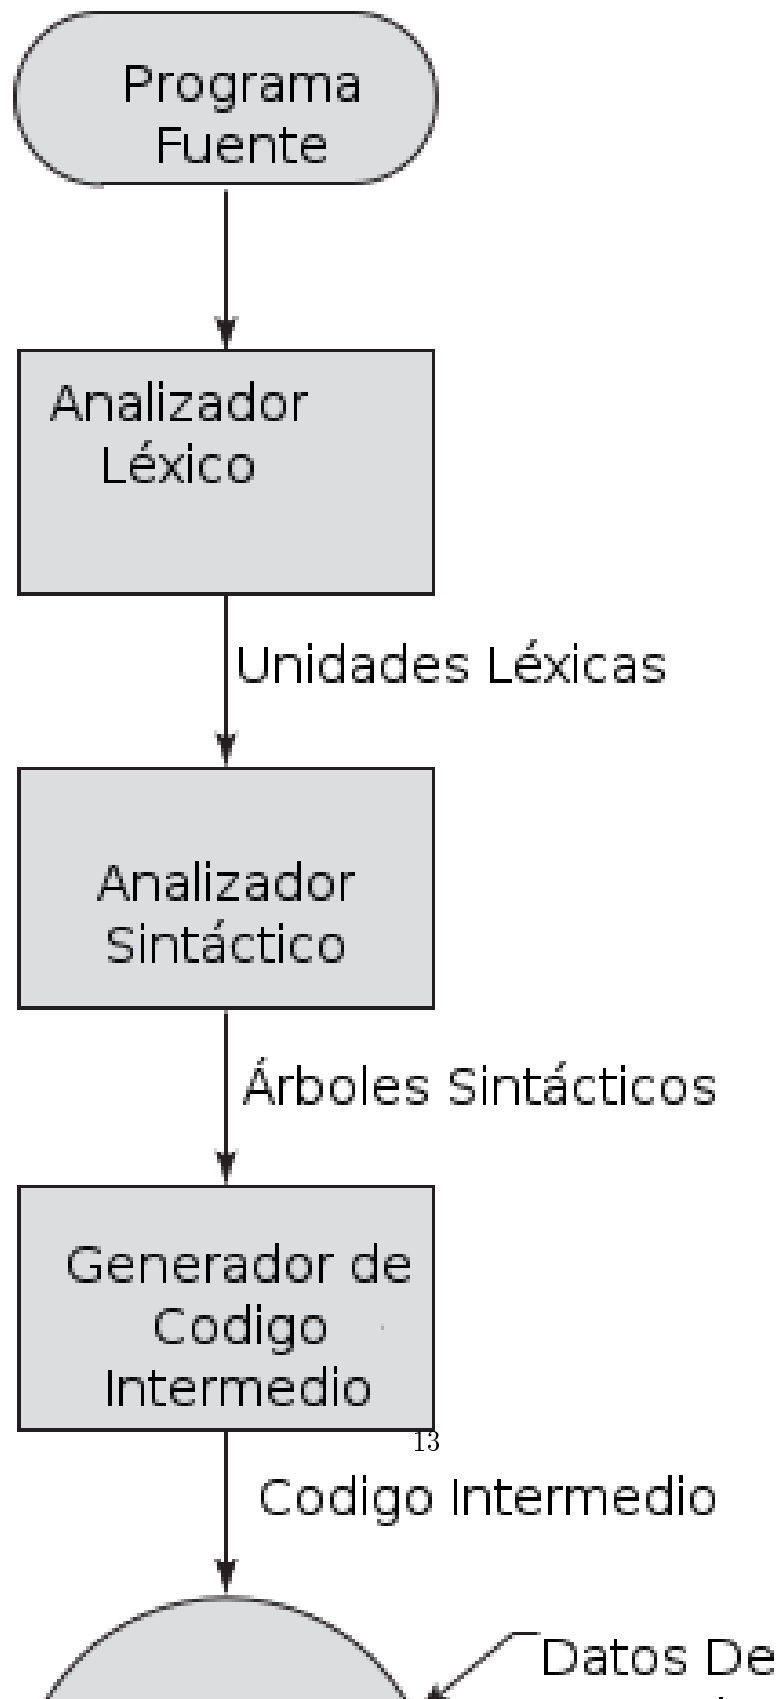 Programa
Fuente
Analizador
Léxico
Unidades Léxicas
Analizador
Sintáctico
Árboles Sintácticos
Generador de
Codigo
Intermedio
13
Codigo Intermedio
Datos De